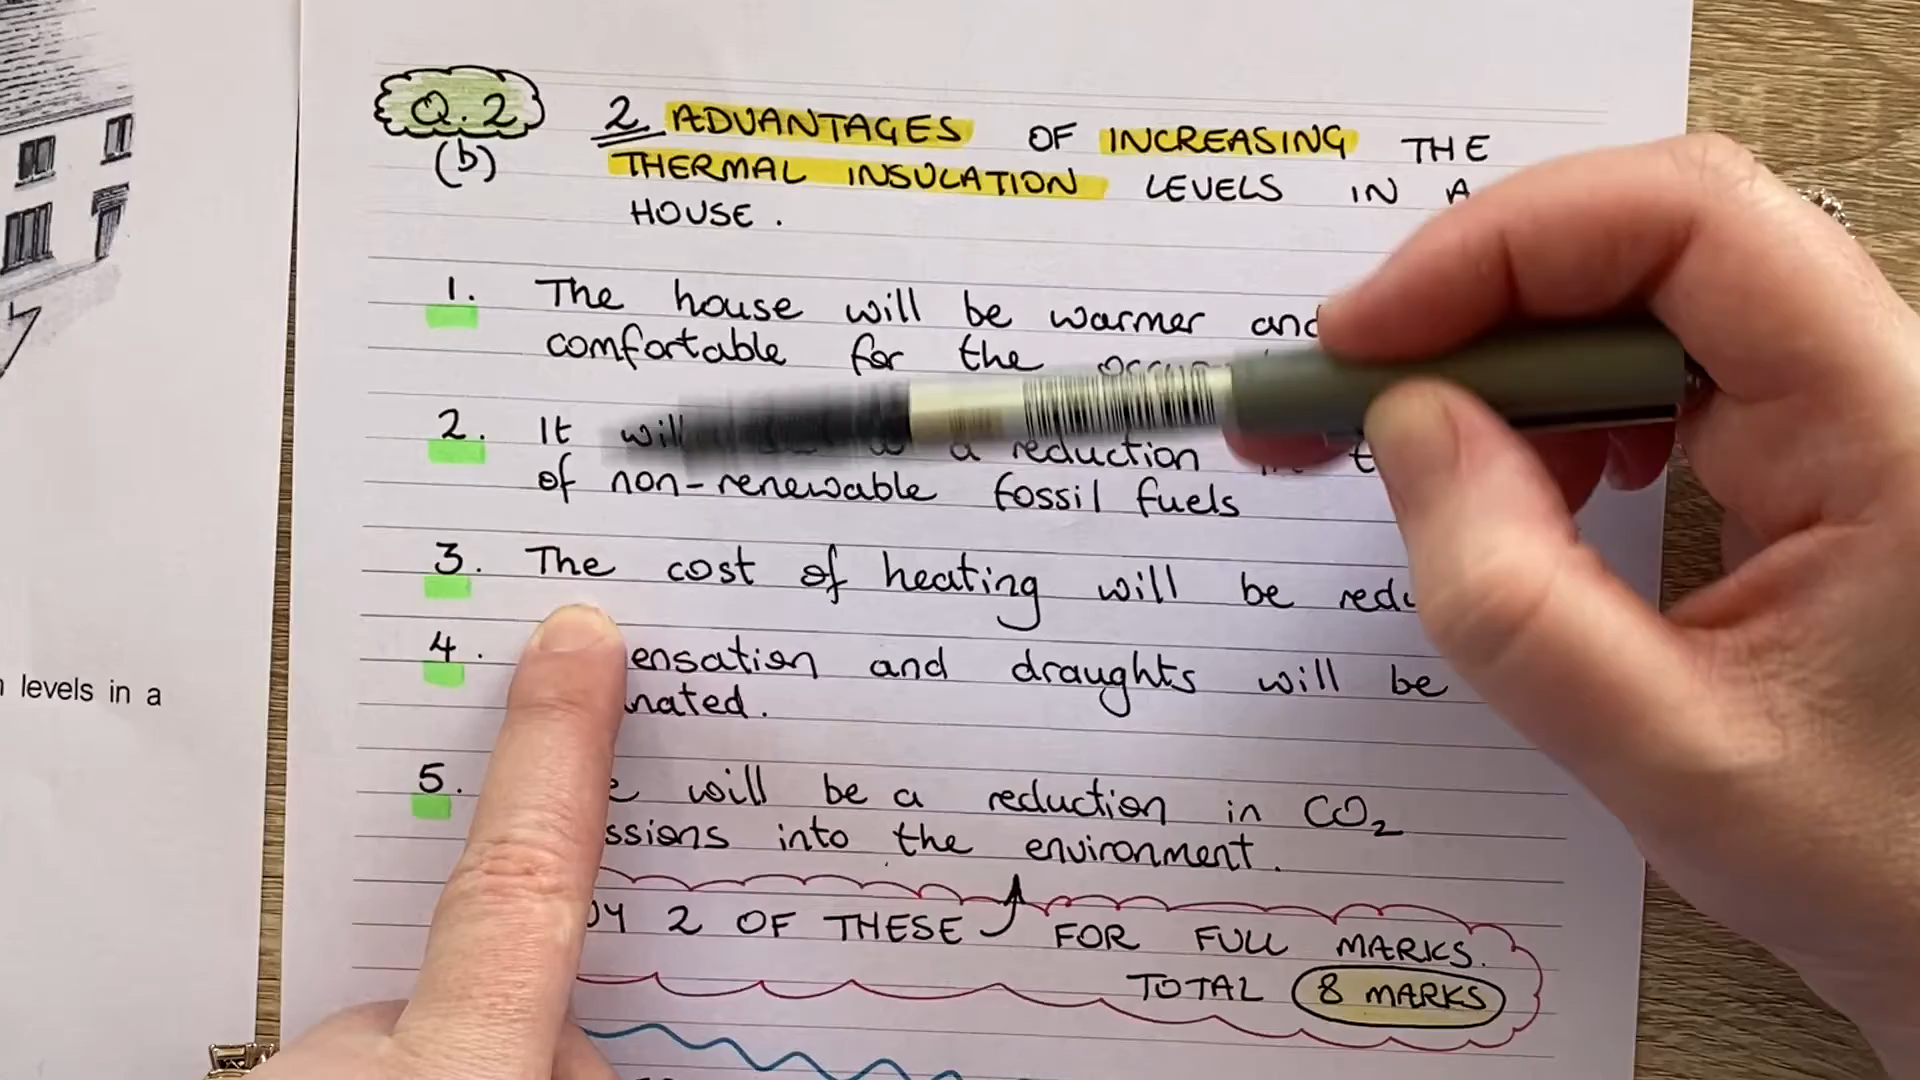 Q.2
(b)
2 ADVANTAGES OF INCREASING THE
THERMAL INSULATION LEVELS IN A
HOUSE.
1. The house will be warmer and
comfortable for the
2. It will a reduction
of non-renewable fossil fuels
3. The cost of heating will be
4. and draughts will be
5. will be a reduction in CO2
into the environment.
2 OF THESE FOR FULL MARKS.
TOTAL 8 MARKS
levels in a